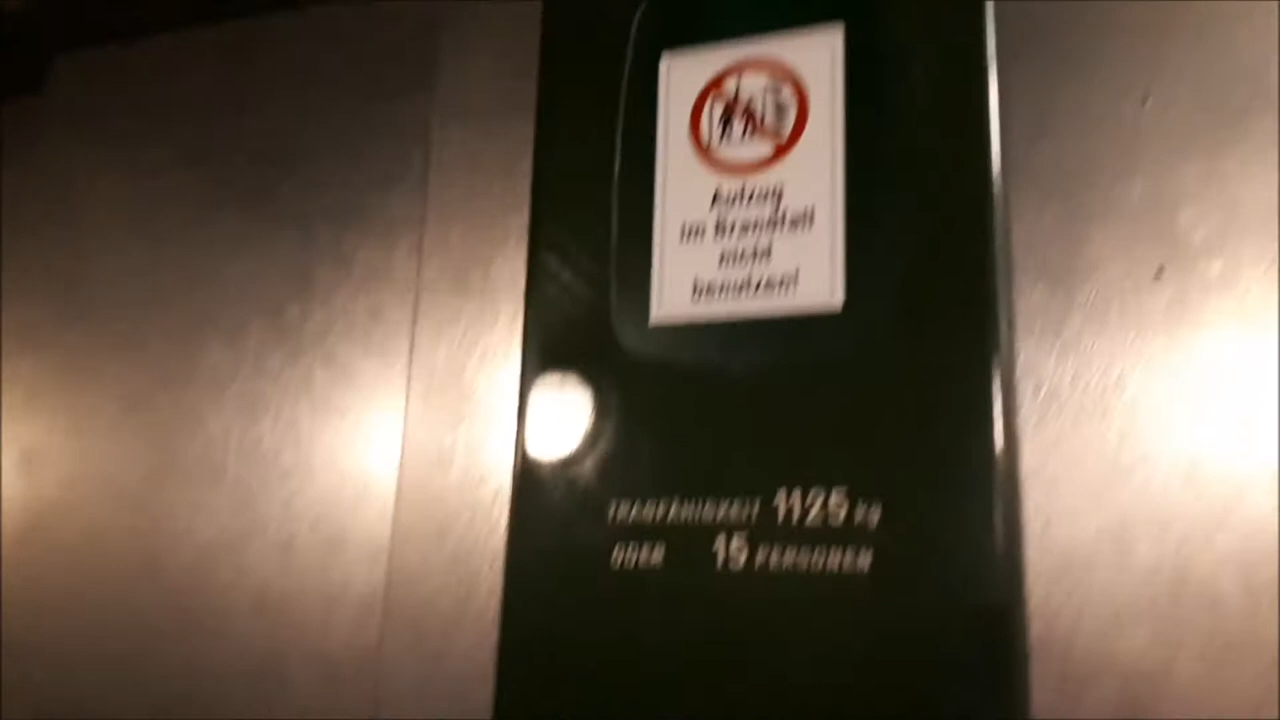 Aufzug
im Brandfall
nicht
benutzen!
TRAGFÄHIGKEIT 1125 kg
ODER 15 PERSONEN